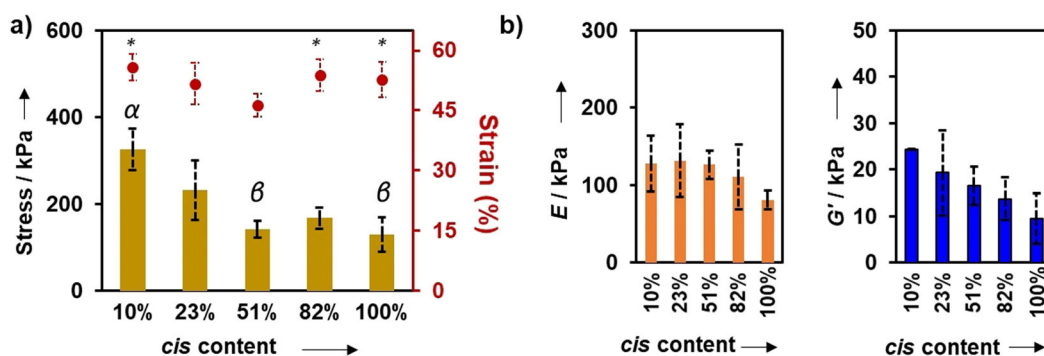 a)
600
400
200
0
Stress / kPa
* * *
α
β β
60
45
30
15
0
Strain (%)
10% 23% 51% 82% 100%
cis content
b)
300
200
100
0
E / kPa
10% 23% 51% 82% 100%
cis content
50
40
30
20
10
0
G' / kPa
10% 23% 51% 82% 100%
cis content